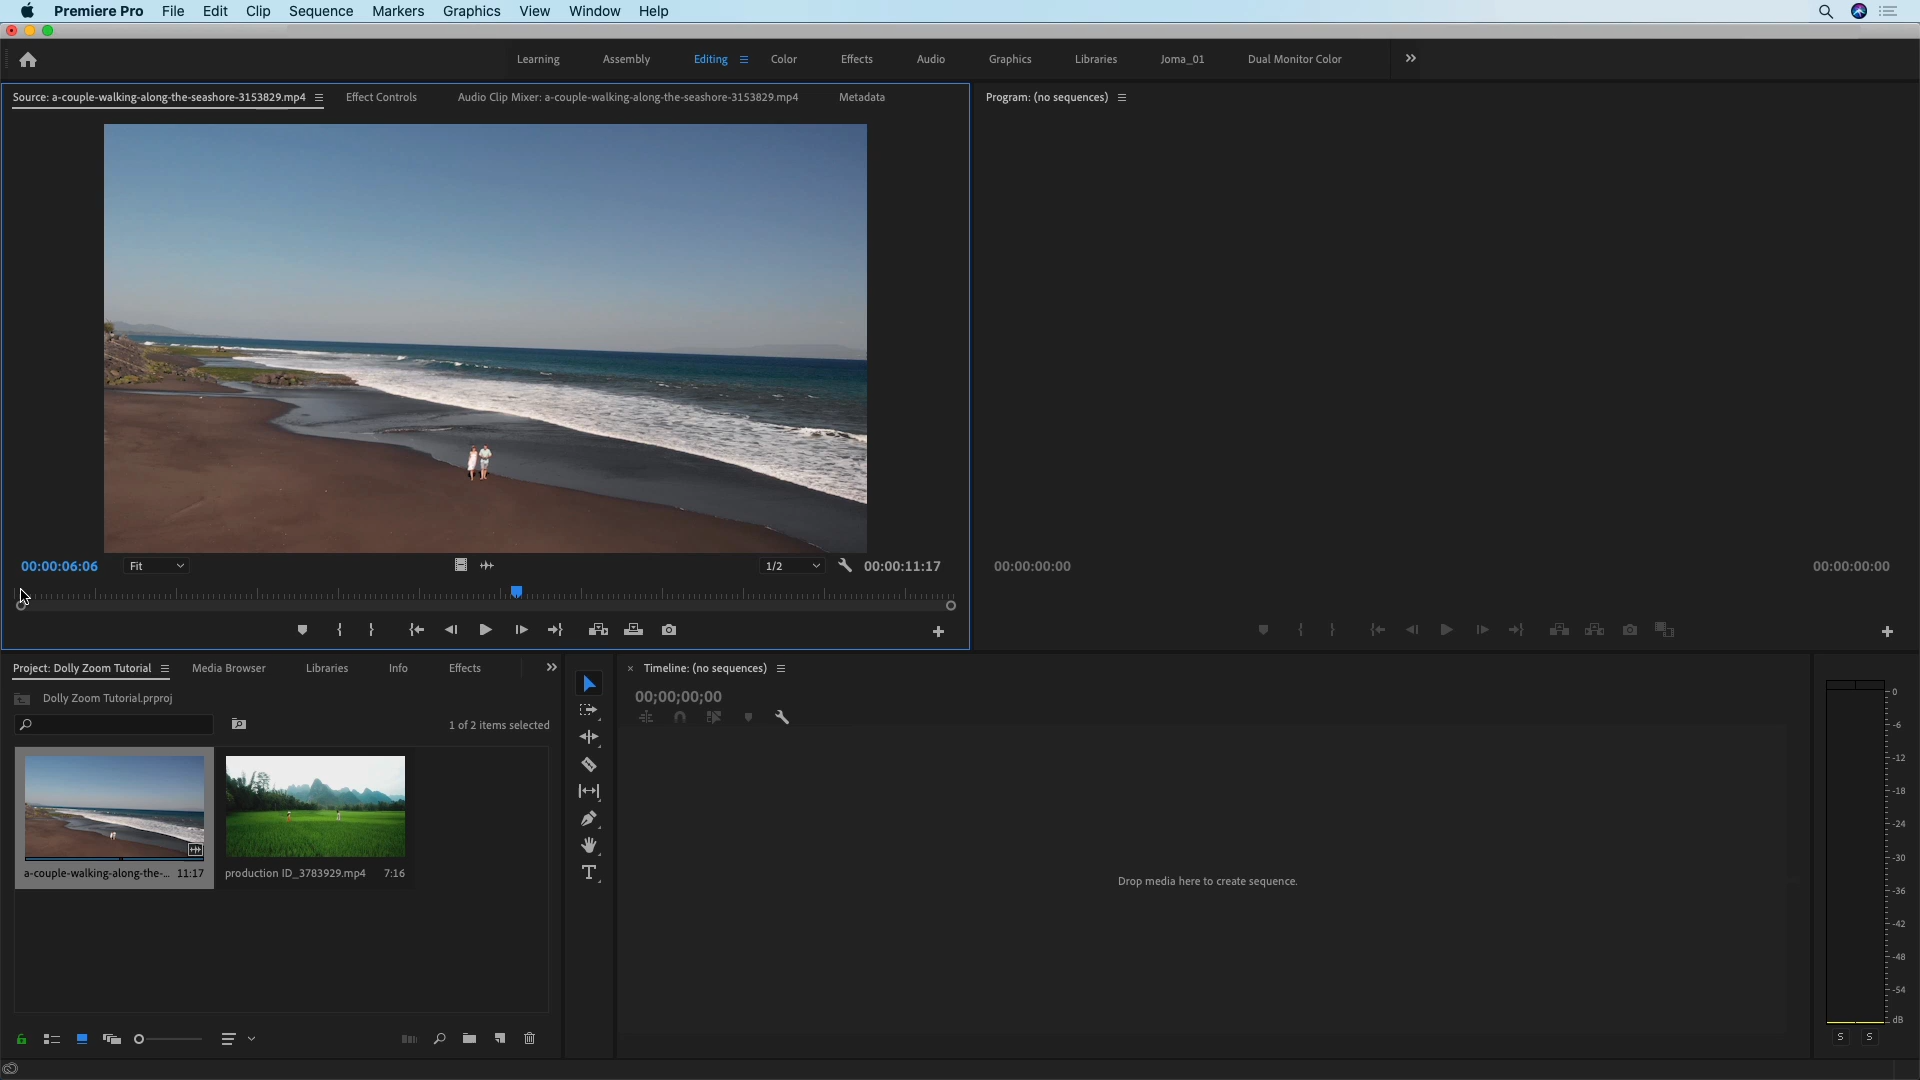 Premiere Pro File Edit Clip Sequence Markers Graphics View Window Help
Learning Assembly Editing Color Effects Audio Graphics Libraries Joma_01 Dual Monitor Color
Source: a-couple-walking-along-the-seashore-3153829.mp4 Effect Controls Audio Clip Mixer: a-couple-walking-along-the-seashore-3153829.mp4 Metadata
Program: (no sequences)
00:00:06:06 Fit 1/2 00:00:11:17
00:00:00:00 00:00:00:00
Project: Dolly Zoom Tutorial Media Browser Libraries Info Effects
Dolly Zoom Tutorial.prproj
1 of 2 items selected
a-couple-walking-along-the-... 11:17
production ID_3783929.mp4 7:16
× Timeline: (no sequences)
00;00;00;00
Drop media here to create sequence.
0
-6
-12
-18
-24
-30
-36
-42
-48
-54
dB
S S